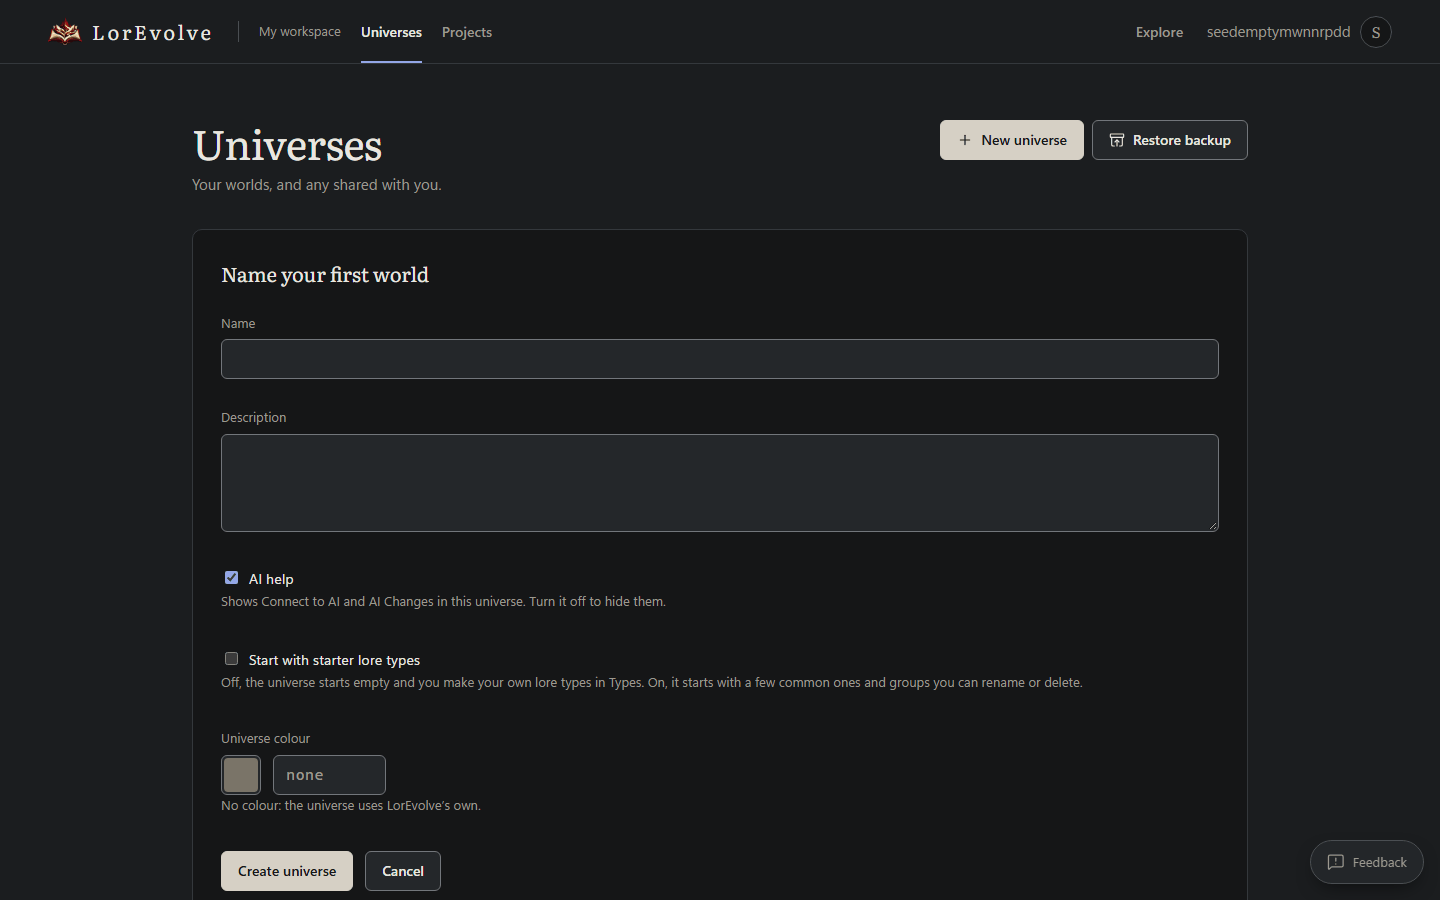 LorEvolve
My workspace
Universes
Projects
Explore
seedemptymwnnrpdd
S
Universes
Your worlds, and any shared with you.
New universe
Restore backup
Name your first world
Name
Description
AI help
Shows Connect to AI and AI Changes in this universe. Turn it off to hide them.
Start with starter lore types
Off, the universe starts empty and you make your own lore types in Types. On, it starts with a few common ones and groups you can rename or delete.
Universe colour
none
No colour: the universe uses LorEvolve’s own.
Create universe
Cancel
Feedback